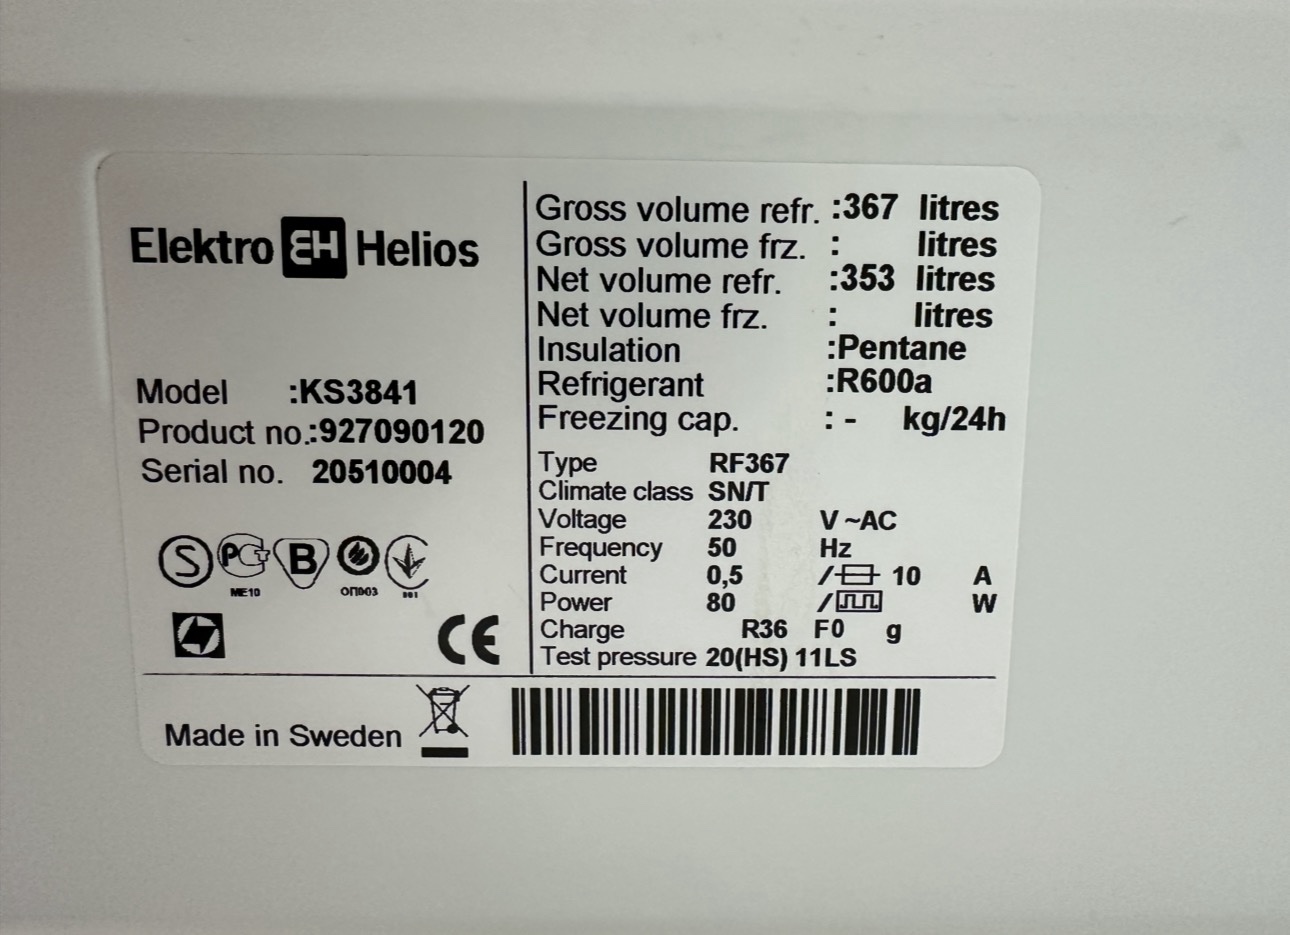 Elektro EH Helios
Model :KS3841
Product no.:927090120
Serial no. 20510004
S PCT B
ME10 ОП003 001
CE
Gross volume refr. :367 litres
Gross volume frz. : litres
Net volume refr. :353 litres
Net volume frz. : litres
Insulation :Pentane
Refrigerant :R600a
Freezing cap. : - kg/24h
Type RF367
Climate class SN/T
Voltage 230 V ~AC
Frequency 50 Hz
Current 0,5 / 10 A
Power 80 / W
Charge R36 F0 g
Test pressure 20(HS) 11LS
Made in Sweden